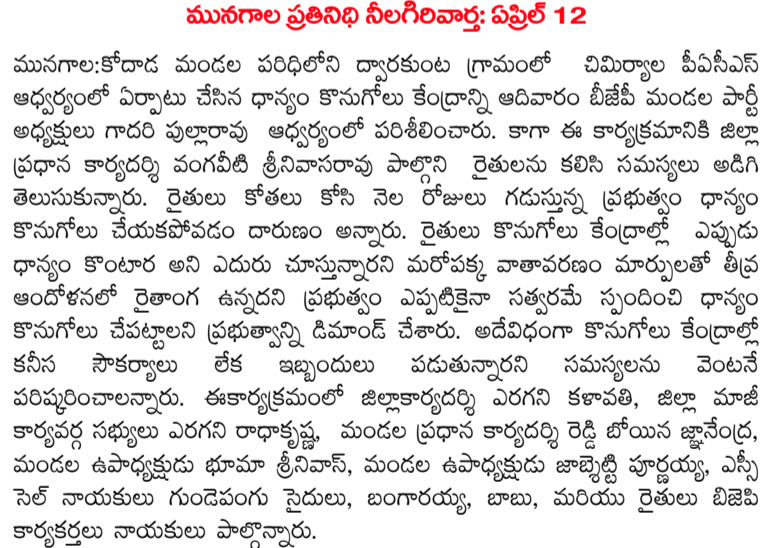 మునగాల ప్రతినిధి నీలగిరివార్త: ఏప్రిల్ 12
మునగాల:కోదాడ మండల పరిధిలోని ద్వారకుంట గ్రామంలో చిమిర్యాల పీఏసీఎస్
ఆధ్వర్యంలో ఏర్పాటు చేసిన ధాన్యం కొనుగోలు కేంద్రాన్ని ఆదివారం బీజేపీ మండల పార్టీ
అధ్యక్షులు గాదరి పుల్లారావు ఆధ్వర్యంలో పరిశీలించారు. కాగా ఈ కార్యక్రమానికి జిల్లా
ప్రధాన కార్యదర్శి వంగవీటి శ్రీనివాసరావు పాల్గొని రైతులను కలిసి సమస్యలు అడిగి
తెలుసుకున్నారు. రైతులు కోతలు కోసి నెల రోజులు గడుస్తున్న ప్రభుత్వం ధాన్యం
కొనుగోలు చేయకపోవడం దారుణం అన్నారు. రైతులు కొనుగోలు కేంద్రాల్లో ఎప్పుడు
ధాన్యం కొంటార అని ఎదురు చూస్తున్నారని మరోపక్క వాతావరణం మార్పులతో తీవ్ర
ఆందోళనలో రైతాంగ ఉన్నదని ప్రభుత్వం ఎప్పటికైనా సత్వరమే స్పందించి ధాన్యం
కొనుగోలు చేపట్టాలని ప్రభుత్వాన్ని డిమాండ్ చేశారు. అదేవిధంగా కొనుగోలు కేంద్రాల్లో
కనీస సౌకర్యాలు లేక ఇబ్బందులు పడుతున్నారని సమస్యలను వెంటనే
పరిష్కరించాలన్నారు. ఈకార్యక్రమంలో జిల్లాకార్యదర్శి ఎరగని కళావతి, జిల్లా మాజీ
కార్యవర్గ సభ్యులు ఎరగని రాధాకృష్ణ, మండల ప్రధాన కార్యదర్శి రెడ్డి బోయిన జ్ఞానేంద్ర,
మండల ఉపాధ్యక్షుడు భూమా శ్రీనివాస్, మండల ఉపాధ్యక్షుడు జాబ్శెట్టి పూర్ణయ్య, ఎస్సీ
సెల్ నాయకులు గుండెపంగు సైదులు, బంగారయ్య, బాబు, మరియు రైతులు బిజెపి
కార్యకర్తలు నాయకులు పాల్గొన్నారు.